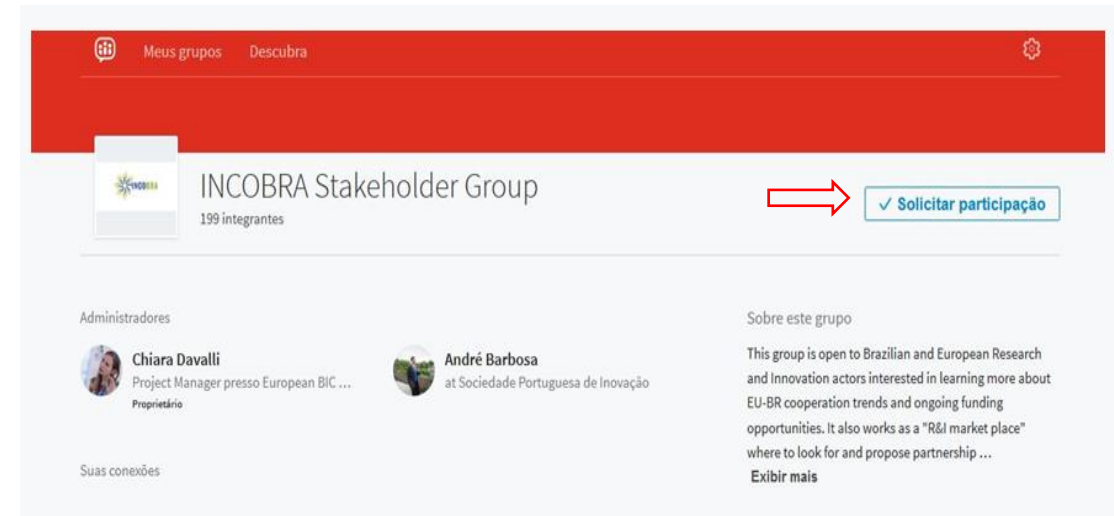 Meus grupos Descubra
INCOBRA
INCOBRA Stakeholder Group
199 integrantes
✓ Solicitar participação
Administradores
Chiara Davalli
Project Manager presso European BIC ...
Proprietário
André Barbosa
at Sociedade Portuguesa de Inovação
Suas conexões
Sobre este grupo
This group is open to Brazilian and European Research
and Innovation actors interested in learning more about
EU-BR cooperation trends and ongoing funding
opportunities. It also works as a "R&I market place"
where to look for and propose partnership ...
Exibir mais